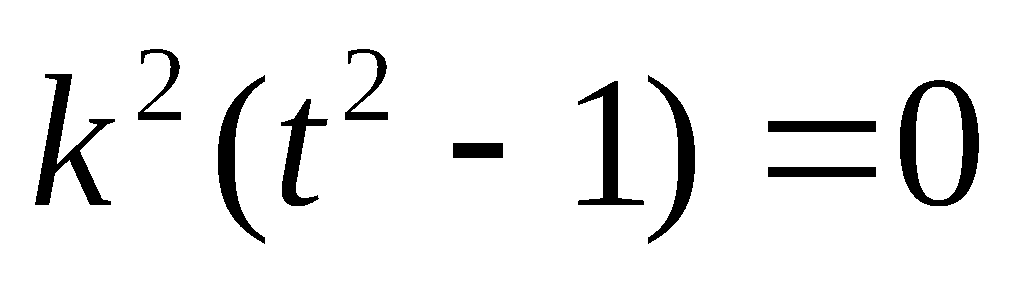 k²(t² - 1) = 0